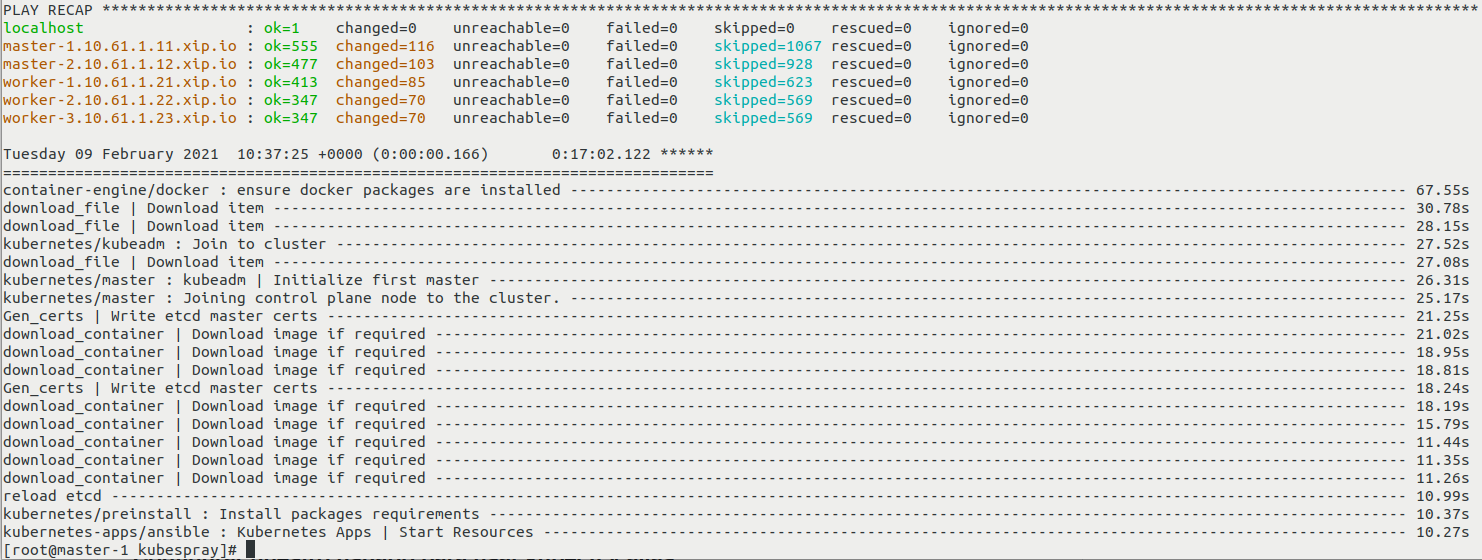 PLAY RECAP *********************************************************************************************************************************************************
localhost                  : ok=1    changed=0    unreachable=0    failed=0    skipped=0    rescued=0    ignored=0
master-1.10.61.1.11.xip.io : ok=555  changed=116  unreachable=0    failed=0    skipped=1067 rescued=0    ignored=0
master-2.10.61.1.12.xip.io : ok=477  changed=103  unreachable=0    failed=0    skipped=928  rescued=0    ignored=0
worker-1.10.61.1.21.xip.io : ok=413  changed=85   unreachable=0    failed=0    skipped=623  rescued=0    ignored=0
worker-2.10.61.1.22.xip.io : ok=347  changed=70   unreachable=0    failed=0    skipped=569  rescued=0    ignored=0
worker-3.10.61.1.23.xip.io : ok=347  changed=70   unreachable=0    failed=0    skipped=569  rescued=0    ignored=0
Tuesday 09 February 2021  10:37:25 +0000 (0:00:00.166)       0:17:02.122 ******
===============================================================================
container-engine/docker : ensure docker packages are installed --------------------------------------------------------------------------------------------- 67.55s
download_file | Download item ------------------------------------------------------------------------------------------------------------------------------ 30.78s
download_file | Download item ------------------------------------------------------------------------------------------------------------------------------ 28.15s
kubernetes/kubeadm : Join to cluster ----------------------------------------------------------------------------------------------------------------------- 27.52s
download_file | Download item ------------------------------------------------------------------------------------------------------------------------------ 27.08s
kubernetes/master : kubeadm | Initialize first master ------------------------------------------------------------------------------------------------------ 26.31s
kubernetes/master : Joining control plane node to the cluster. --------------------------------------------------------------------------------------------- 25.17s
Gen_certs | Write etcd master certs ------------------------------------------------------------------------------------------------------------------------ 21.25s
download_container | Download image if required ------------------------------------------------------------------------------------------------------------ 21.02s
download_container | Download image if required ------------------------------------------------------------------------------------------------------------ 18.95s
download_container | Download image if required ------------------------------------------------------------------------------------------------------------ 18.81s
Gen_certs | Write etcd master certs ------------------------------------------------------------------------------------------------------------------------ 18.24s
download_container | Download image if required ------------------------------------------------------------------------------------------------------------ 18.19s
download_container | Download image if required ------------------------------------------------------------------------------------------------------------ 15.79s
download_container | Download image if required ------------------------------------------------------------------------------------------------------------ 11.44s
download_container | Download image if required ------------------------------------------------------------------------------------------------------------ 11.35s
download_container | Download image if required ------------------------------------------------------------------------------------------------------------ 11.26s
reload etcd ------------------------------------------------------------------------------------------------------------------------------------------------ 10.99s
kubernetes/preinstall : Install packages requirements ------------------------------------------------------------------------------------------------------ 10.37s
kubernetes-apps/ansible : Kubernetes Apps | Start Resources ------------------------------------------------------------------------------------------------ 10.27s
[root@master-1 kubespray]#